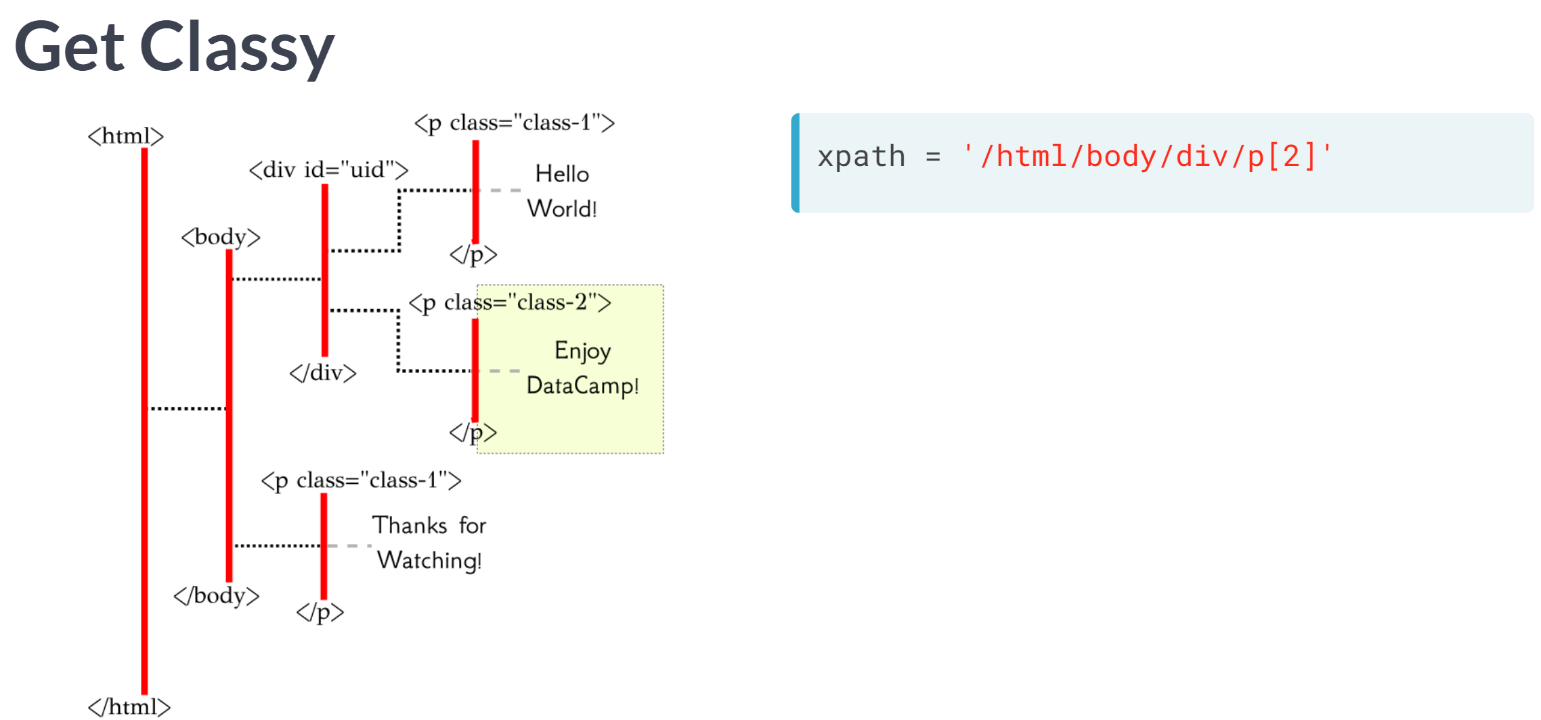 Get Classy
<html>
<body>
<div id="uid">
<p class="class-1">
Hello
World!
</p>
<p class="class-2">
Enjoy
DataCamp!
</p>
</div>
<p class="class-1">
Thanks for
Watching!
</p>
</body>
</html>
xpath = '/html/body/div/p[2]'